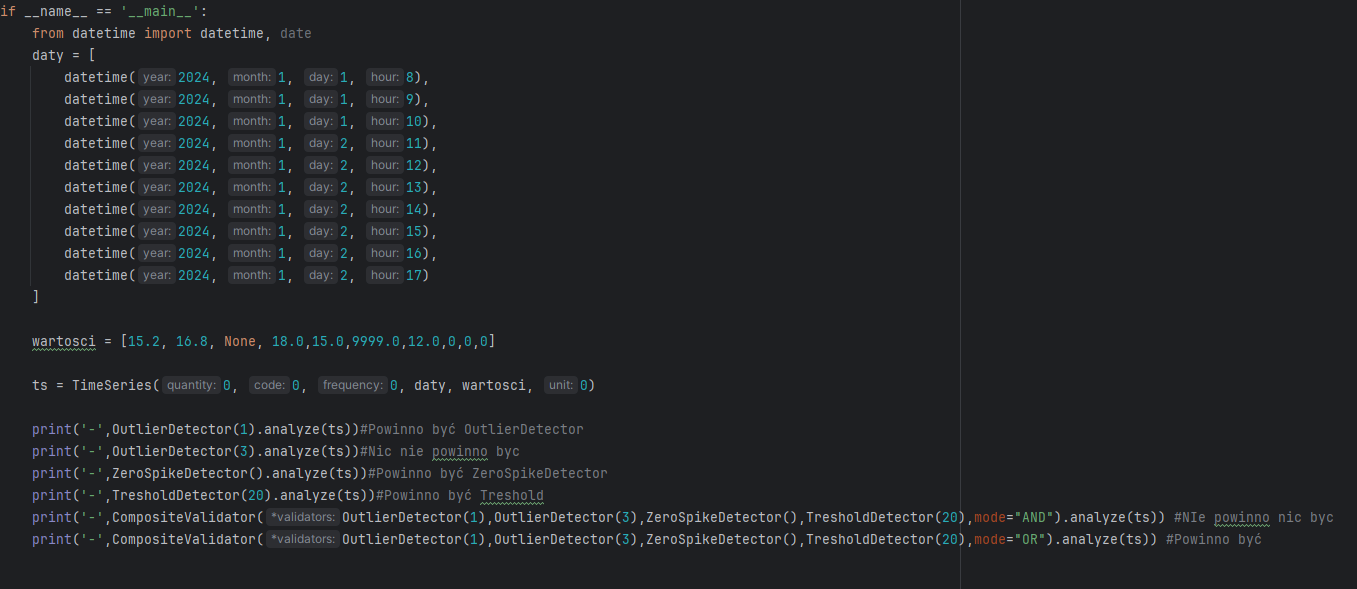 if __name__ == '__main__':
from datetime import datetime, date
daty = [
datetime( year: 2024, month: 1, day: 1, hour: 8),
datetime( year: 2024, month: 1, day: 1, hour: 9),
datetime( year: 2024, month: 1, day: 1, hour: 10),
datetime( year: 2024, month: 1, day: 2, hour: 11),
datetime( year: 2024, month: 1, day: 2, hour: 12),
datetime( year: 2024, month: 1, day: 2, hour: 13),
datetime( year: 2024, month: 1, day: 2, hour: 14),
datetime( year: 2024, month: 1, day: 2, hour: 15),
datetime( year: 2024, month: 1, day: 2, hour: 16),
datetime( year: 2024, month: 1, day: 2, hour: 17)
]
wartosci = [15.2, 16.8, None, 18.0,15.0,9999.0,12.0,0,0,0]
ts = TimeSeries( quantity: 0, code: 0, frequency: 0, daty, wartosci, unit: 0)
print('-',OutlierDetector(1).analyze(ts))#Powinno być OutlierDetector
print('-',OutlierDetector(3).analyze(ts))#Nic nie powinno byc
print('-',ZeroSpikeDetector().analyze(ts))#Powinno być ZeroSpikeDetector
print('-',TresholdDetector(20).analyze(ts))#Powinno być Treshold
print('-',CompositeValidator( *validators: OutlierDetector(1),OutlierDetector(3),ZeroSpikeDetector(),TresholdDetector(20),mode="AND").analyze(ts)) #NIe powinno nic byc
print('-',CompositeValidator( *validators: OutlierDetector(1),OutlierDetector(3),ZeroSpikeDetector(),TresholdDetector(20),mode="OR").analyze(ts)) #Powinno być